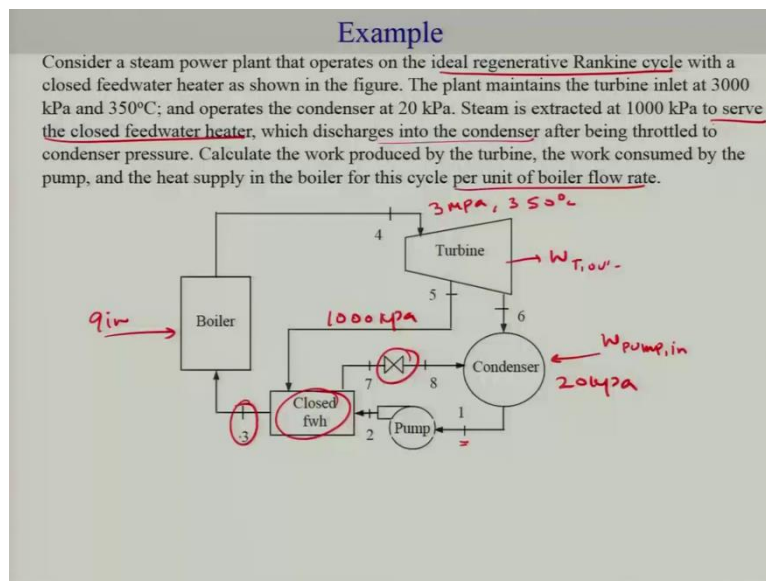 Example
Consider a steam power plant that operates on the ideal regenerative Rankine cycle with a
closed feedwater heater as shown in the figure. The plant maintains the turbine inlet at 3000
kPa and 350ºC; and operates the condenser at 20 kPa. Steam is extracted at 1000 kPa to serve
the closed feedwater heater, which discharges into the condenser after being throttled to
condenser pressure. Calculate the work produced by the turbine, the work consumed by the
pump, and the heat supply in the boiler for this cycle per unit of boiler flow rate.
3 MPa, 350°C
4
Turbine
W T,out
5
6
Boiler
qin
1000 kPa
W pump, in
Condenser
20 kPa
7
8
Closed
fwh
1
2
Pump
3